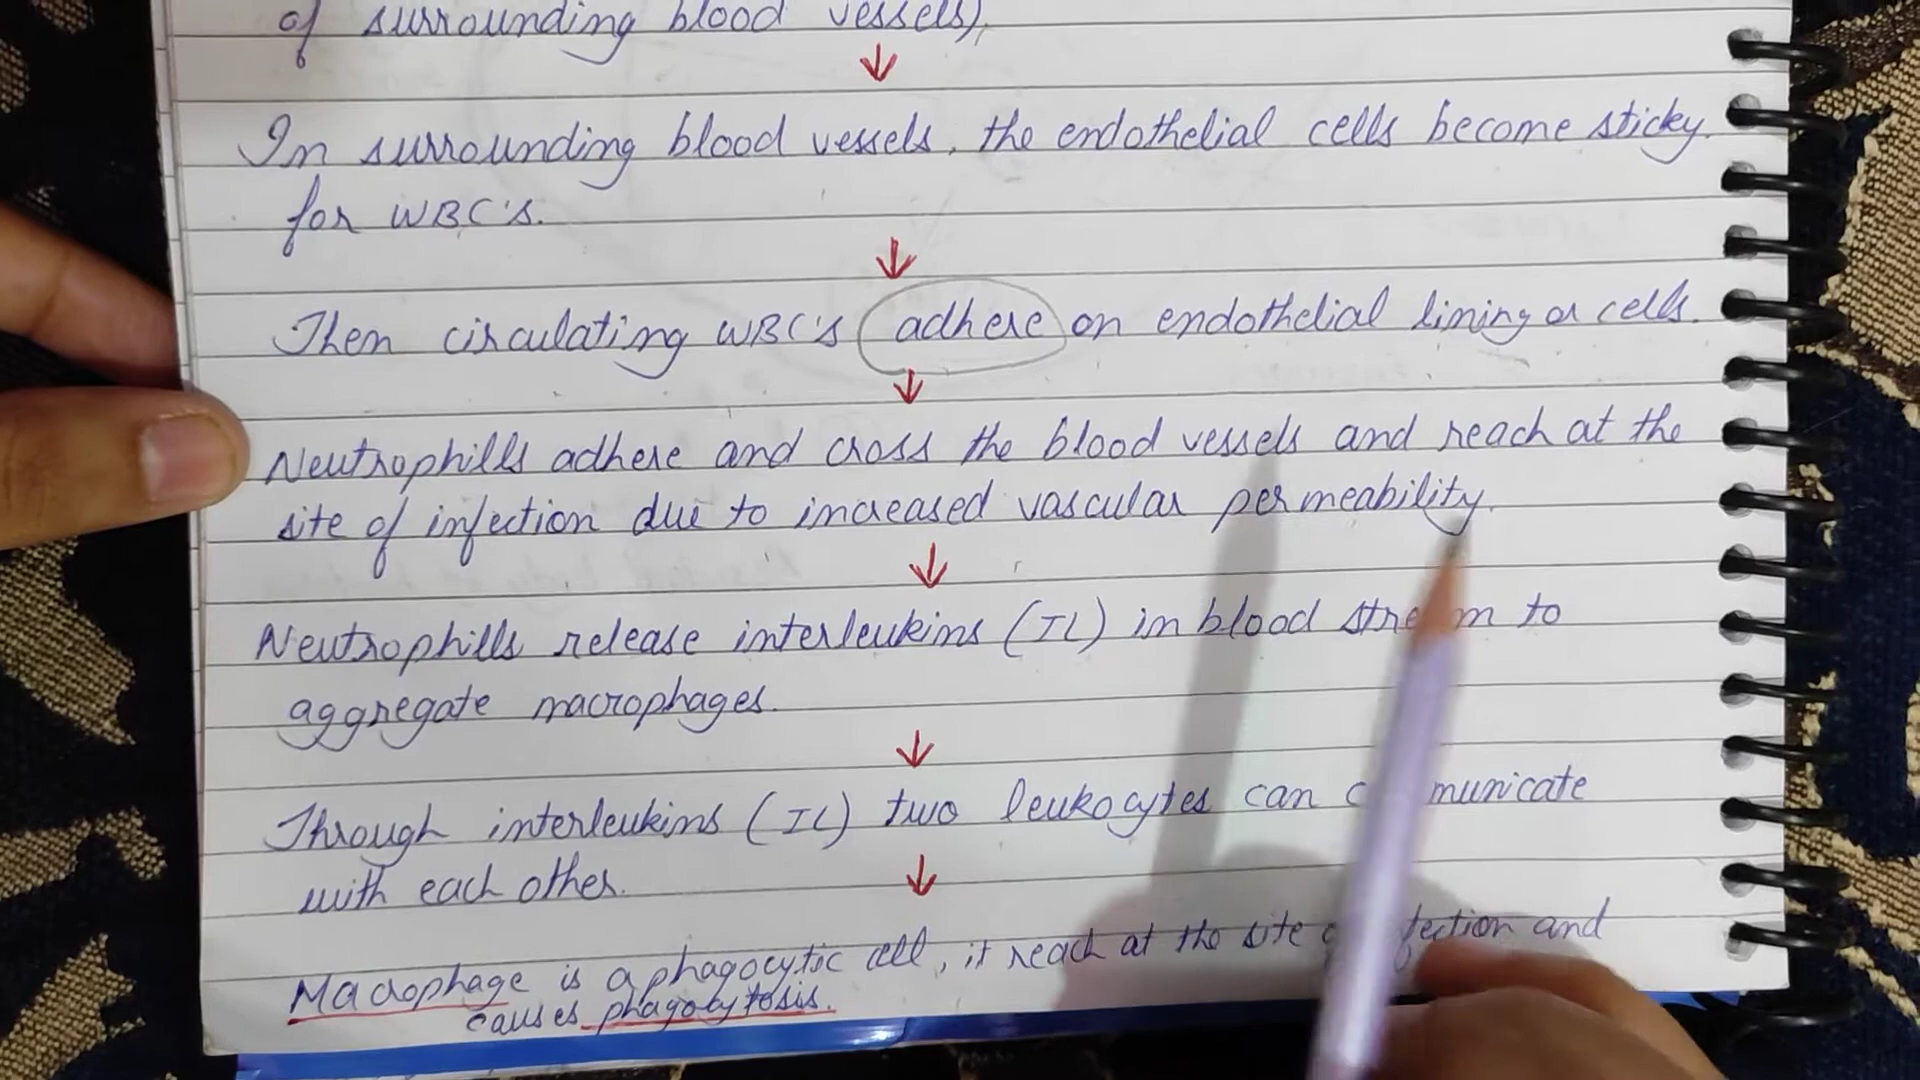 of surrounding blood vessels).
In surrounding blood vessels, the endothelial cells become sticky.
for WBC's.
Then circulating WBC's adhere on endothelial lining or cells.
Neutrophills adhere and cross the blood vessels and reach at the
site of infection due to increased vascular permeability.
Neutrophills release interleukins (IL) in blood stre m to
aggregate macrophages.
Through interleukins (IL) two leukocytes can c municate
with each other.
Macrophage is a phagocytic cell, it reach at the site fection and
causes phagocytosis.